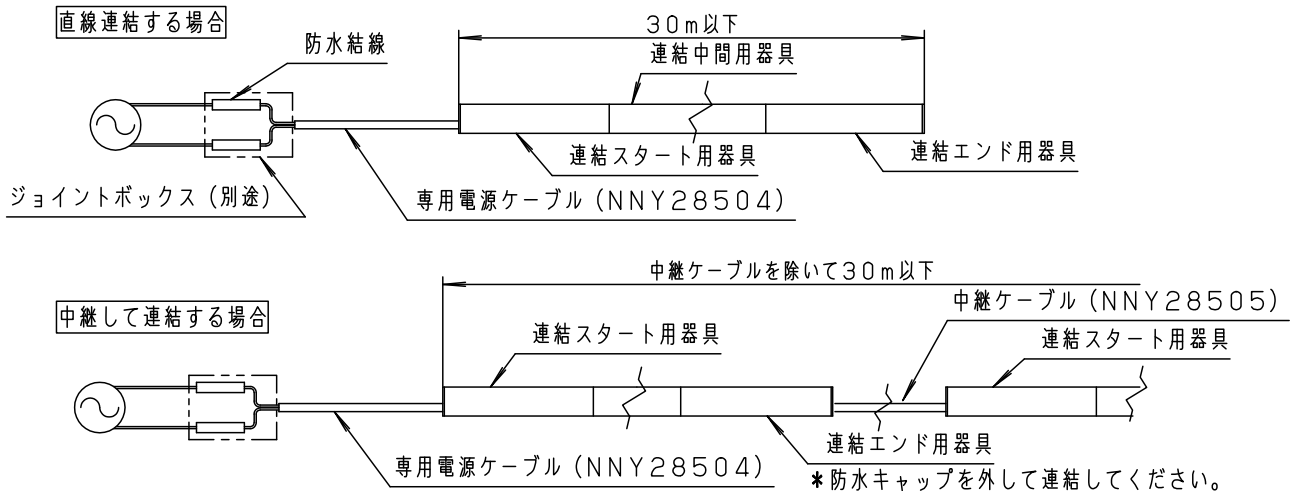 直線連結する場合
30m以下
防水結線
連結中間用器具
連結スタート用器具
連結エンド用器具
ジョイントボックス（別途）
専用電源ケーブル（NNY28504）
中継ケーブルを除いて30m以下
中継して連結する場合
中継ケーブル（NNY28505）
連結スタート用器具
連結スタート用器具
連結エンド用器具
専用電源ケーブル（NNY28504）
＊防水キャップを外して連結してください。